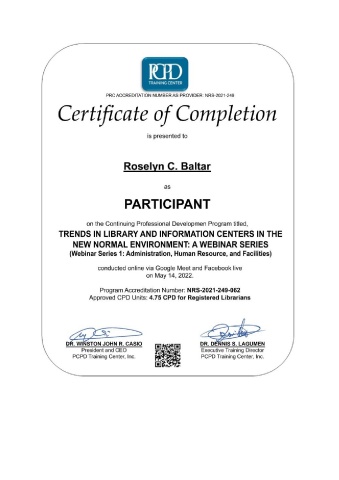 PCPD
TRAINING CENTER
PRC ACCREDITATION NUMBER AS PROVIDER: NRS-2021-249
Certificate of Completion
is presented to
Roselyn C. Baltar
as
PARTICIPANT
on the Continuing Professional Developmen Program titled,
TRENDS IN LIBRARY AND INFORMATION CENTERS IN THE
NEW NORMAL ENVIRONMENT: A WEBINAR SERIES
(Webinar Series 1: Administration, Human Resource, and Facilities)
conducted online via Google Meet and Facebook live
on May 14, 2022.
Program Accreditation Number: NRS-2021-249-962
Approved CPD Units: 4.75 CPD for Registered Librarians
DR. WINSTON JOHN R. CASIO DR. DENNIS S. LAGUMEN
President and CEO Executive Training Director
PCPD Training Center, Inc. PCPD Training Center, Inc.